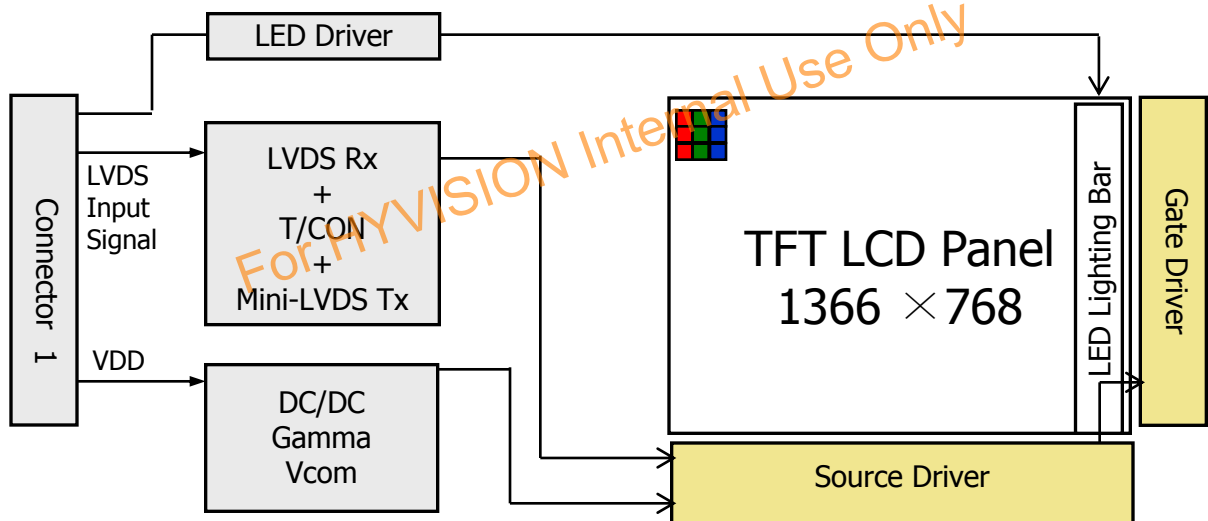 LED Driver
For HYVISION Internal Use Only
Connector 1
LVDS
Input
Signal
LVDS Rx
+
T/CON
+
Mini-LVDS Tx
VDD
DC/DC
Gamma
Vcom
TFT LCD Panel
1366 ×768
LED Lighting Bar
Gate Driver
Source Driver